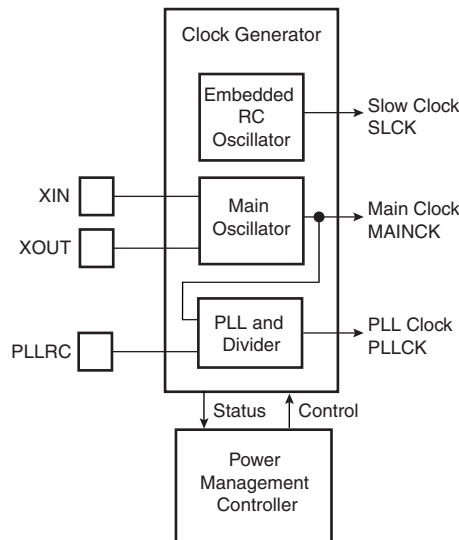 Clock Generator
Embedded
RC
Oscillator
Slow Clock
SLCK
XIN
Main
Oscillator
Main Clock
MAINCK
XOUT
PLL and
Divider
PLL Clock
PLLCK
PLLRC
Status
Control
Power
Management
Controller